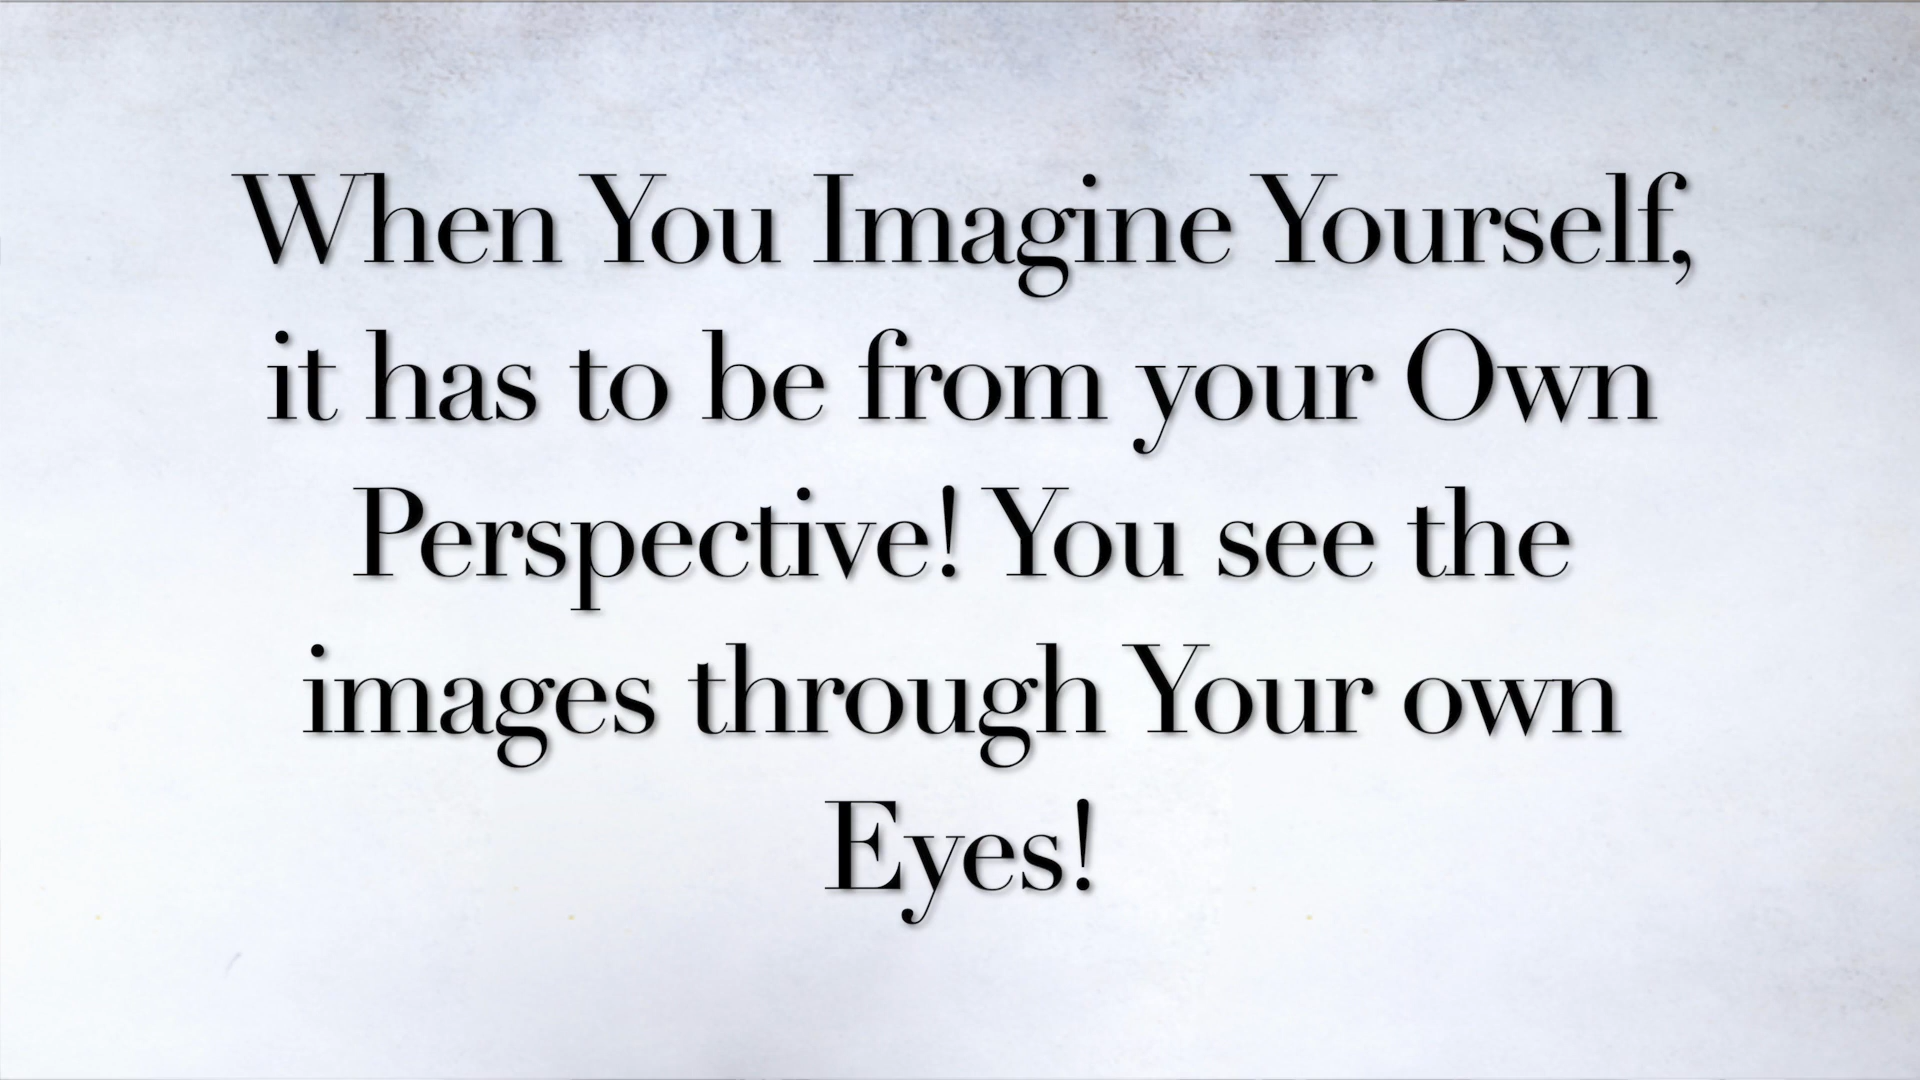 When You Imagine Yourself,
it has to be from your Own
Perspective! You see the
images through Your own
Eyes!